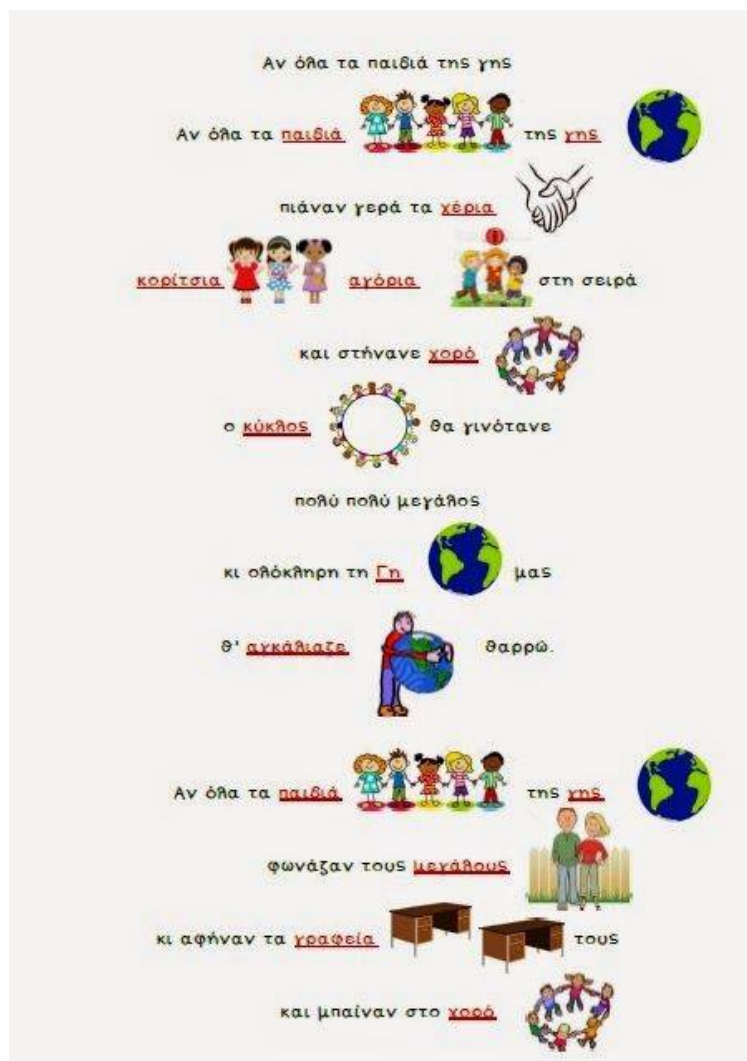 Αν όλα τα παιδιά της γης
Αν όλα τα παιδιά της γης
πιάναν γερά τα χέρια
κορίτσια αγόρια στη σειρά
και στήνανε χορό
ο κύκλος θα γινότανε
πολύ πολύ μεγάλος
κι ολόκληρη τη Γη μας
θ' αγκάλιαζε θαρρώ.
Αν όλα τα παιδιά της γης
φωνάζαν τους μεγάλους
κι αφήναν τα γραφεία τους
και μπαίναν στο χορό